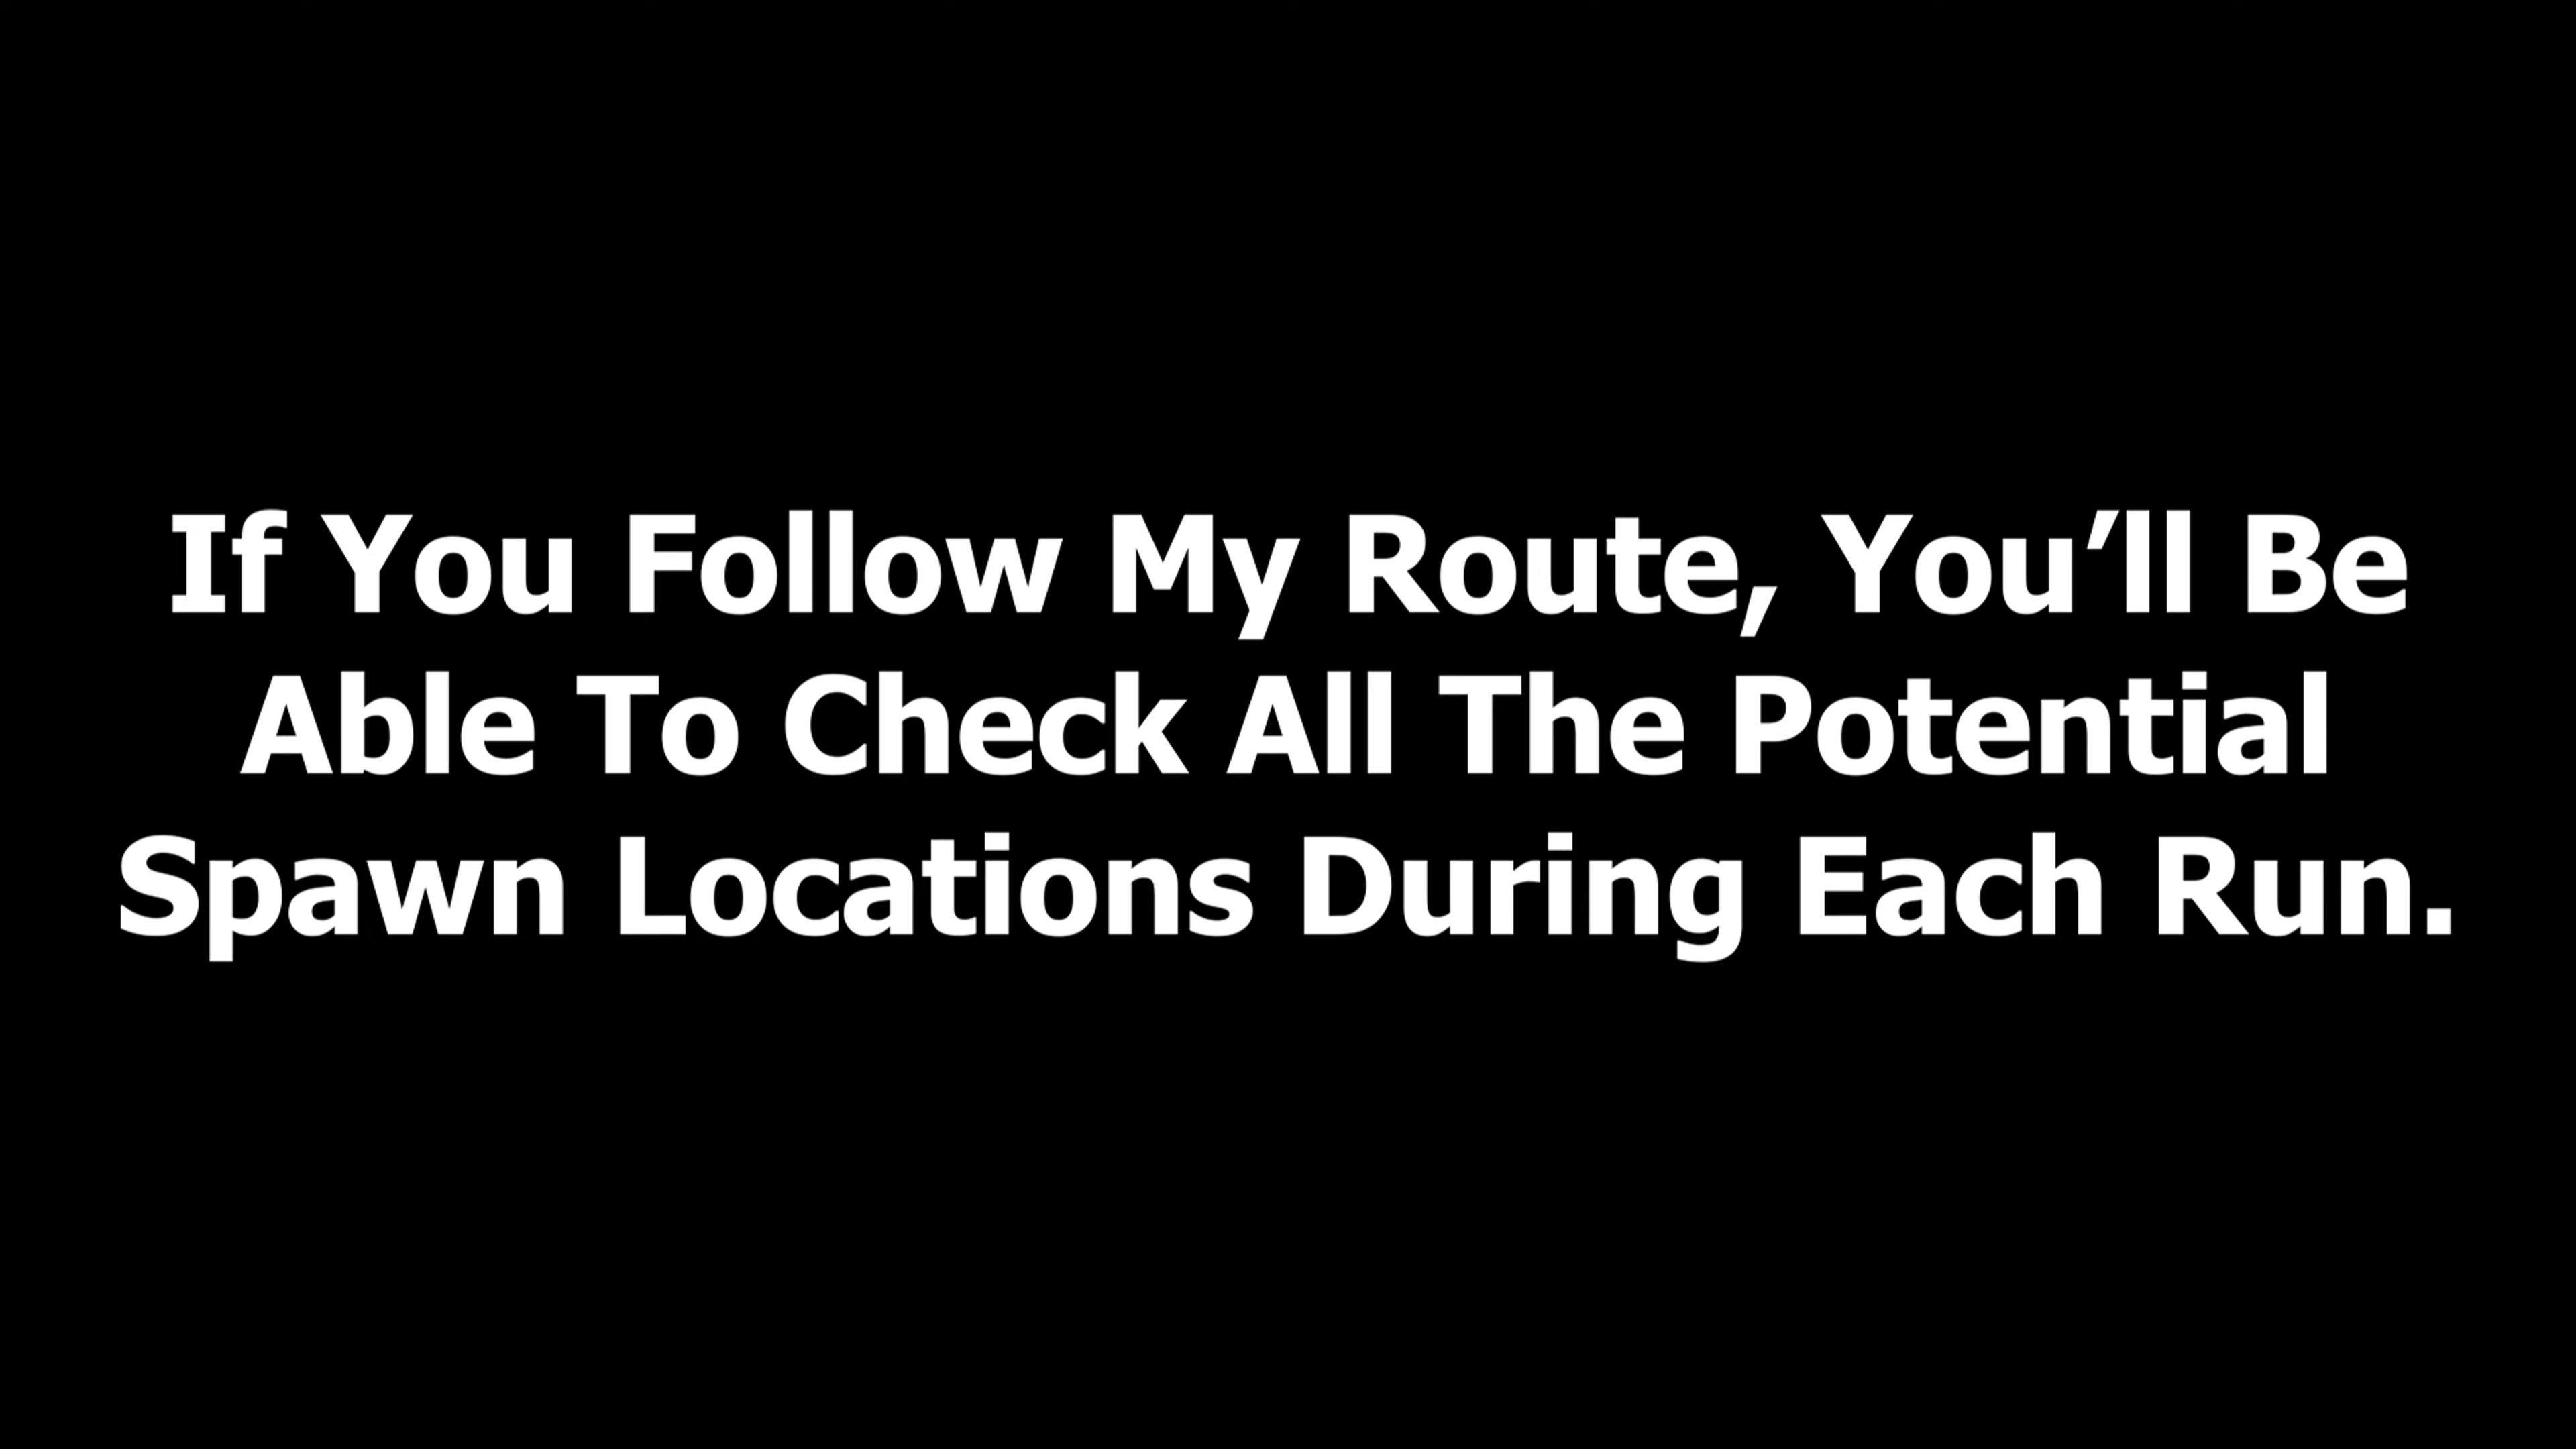 If You Follow My Route, You’ll Be
Able To Check All The Potential
Spawn Locations During Each Run.